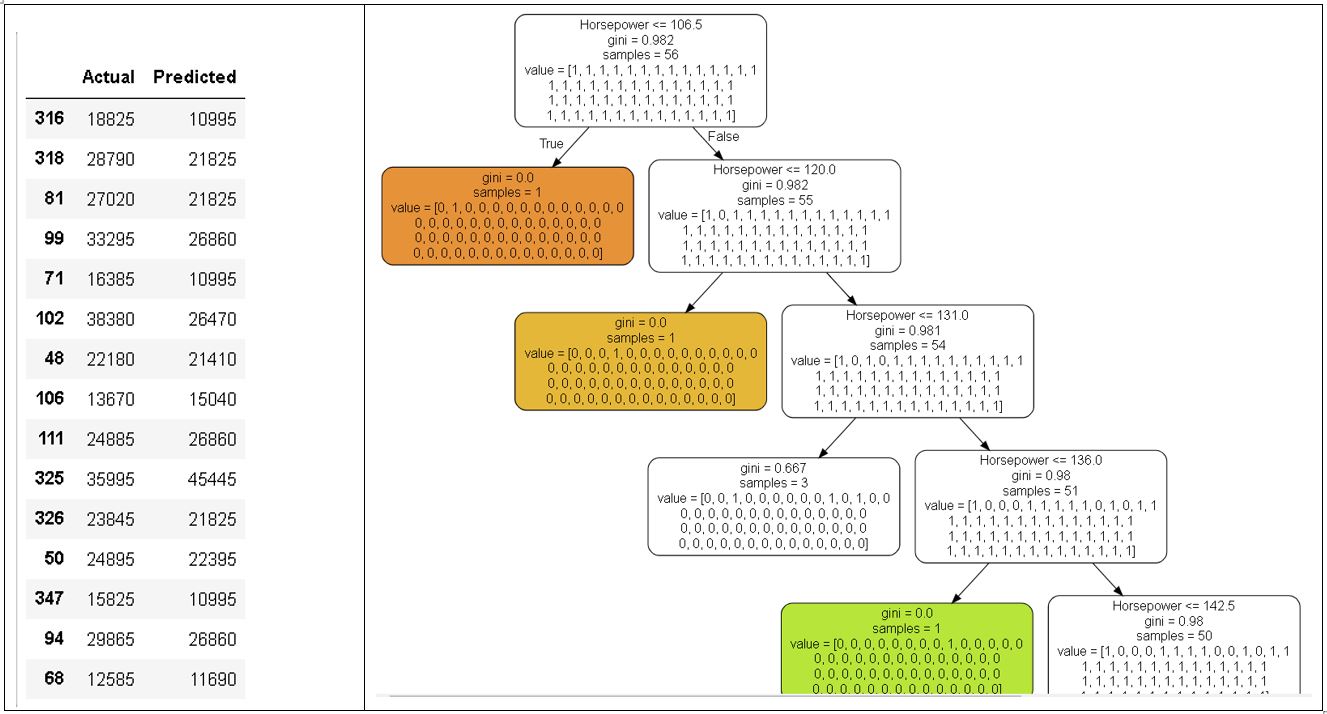 Actual Predicted
316 18825 10995
318 28790 21825
81 27020 21825
99 33295 26860
71 16385 10995
102 38380 26470
48 22180 21410
106 13670 15040
111 24885 26860
325 35995 45445
326 23845 21825
50 24895 22395
347 15825 10995
94 29865 26860
68 12585 11690
Horsepower <= 106.5
gini = 0.982
samples = 56
value = [1, 1, 1, 1, 1, 1, 1, 1, 1, 1, 1, 1, 1, 1
1, 1, 1, 1, 1, 1, 1, 1, 1, 1, 1, 1, 1, 1
1, 1, 1, 1, 1, 1, 1, 1, 1, 1, 1, 1, 1, 1
1, 1, 1, 1, 1, 1, 1, 1, 1, 1, 1, 1, 1, 1]
True
False
gini = 0.0
samples = 1
value = [0, 1, 0, 0, 0, 0, 0, 0, 0, 0, 0, 0, 0, 0
0, 0, 0, 0, 0, 0, 0, 0, 0, 0, 0, 0, 0, 0
0, 0, 0, 0, 0, 0, 0, 0, 0, 0, 0, 0, 0, 0
0, 0, 0, 0, 0, 0, 0, 0, 0, 0, 0, 0, 0, 0]
Horsepower <= 120.0
gini = 0.982
samples = 55
value = [1, 0, 1, 1, 1, 1, 1, 1, 1, 1, 1, 1, 1, 1
1, 1, 1, 1, 1, 1, 1, 1, 1, 1, 1, 1, 1, 1
1, 1, 1, 1, 1, 1, 1, 1, 1, 1, 1, 1, 1, 1
1, 1, 1, 1, 1, 1, 1, 1, 1, 1, 1, 1, 1, 1]
gini = 0.0
samples = 1
value = [0, 0, 0, 1, 0, 0, 0, 0, 0, 0, 0, 0, 0, 0
0, 0, 0, 0, 0, 0, 0, 0, 0, 0, 0, 0, 0, 0
0, 0, 0, 0, 0, 0, 0, 0, 0, 0, 0, 0, 0, 0
0, 0, 0, 0, 0, 0, 0, 0, 0, 0, 0, 0, 0, 0]
Horsepower <= 131.0
gini = 0.981
samples = 54
value = [1, 0, 1, 0, 1, 1, 1, 1, 1, 1, 1, 1, 1, 1
1, 1, 1, 1, 1, 1, 1, 1, 1, 1, 1, 1, 1, 1
1, 1, 1, 1, 1, 1, 1, 1, 1, 1, 1, 1, 1, 1
1, 1, 1, 1, 1, 1, 1, 1, 1, 1, 1, 1, 1, 1]
gini = 0.667
samples = 3
value = [0, 0, 1, 0, 0, 0, 0, 0, 0, 1, 0, 1, 0, 0
0, 0, 0, 0, 0, 0, 0, 0, 0, 0, 0, 0, 0, 0
0, 0, 0, 0, 0, 0, 0, 0, 0, 0, 0, 0, 0, 0
0, 0, 0, 0, 0, 0, 0, 0, 0, 0, 0, 0, 0, 0]
Horsepower <= 136.0
gini = 0.98
samples = 51
value = [1, 0, 0, 0, 1, 1, 1, 1, 1, 0, 1, 0, 1, 1
1, 1, 1, 1, 1, 1, 1, 1, 1, 1, 1, 1, 1, 1
1, 1, 1, 1, 1, 1, 1, 1, 1, 1, 1, 1, 1, 1
1, 1, 1, 1, 1, 1, 1, 1, 1, 1, 1, 1, 1, 1]
gini = 0.0
samples = 1
value = [0, 0, 0, 0, 0, 0, 0, 0, 1, 0, 0, 0, 0, 0
0, 0, 0, 0, 0, 0, 0, 0, 0, 0, 0, 0, 0, 0
0, 0, 0, 0, 0, 0, 0, 0, 0, 0, 0, 0, 0, 0
0, 0, 0, 0, 0, 0, 0, 0, 0, 0, 0, 0, 0, 0]
Horsepower <= 142.5
gini = 0.98
samples = 50
value = [1, 0, 0, 0, 1, 1, 1, 1, 0, 0, 1, 0, 1, 1
1, 1, 1, 1, 1, 1, 1, 1, 1, 1, 1, 1, 1, 1
1, 1, 1, 1, 1, 1, 1, 1, 1, 1, 1, 1, 1, 1